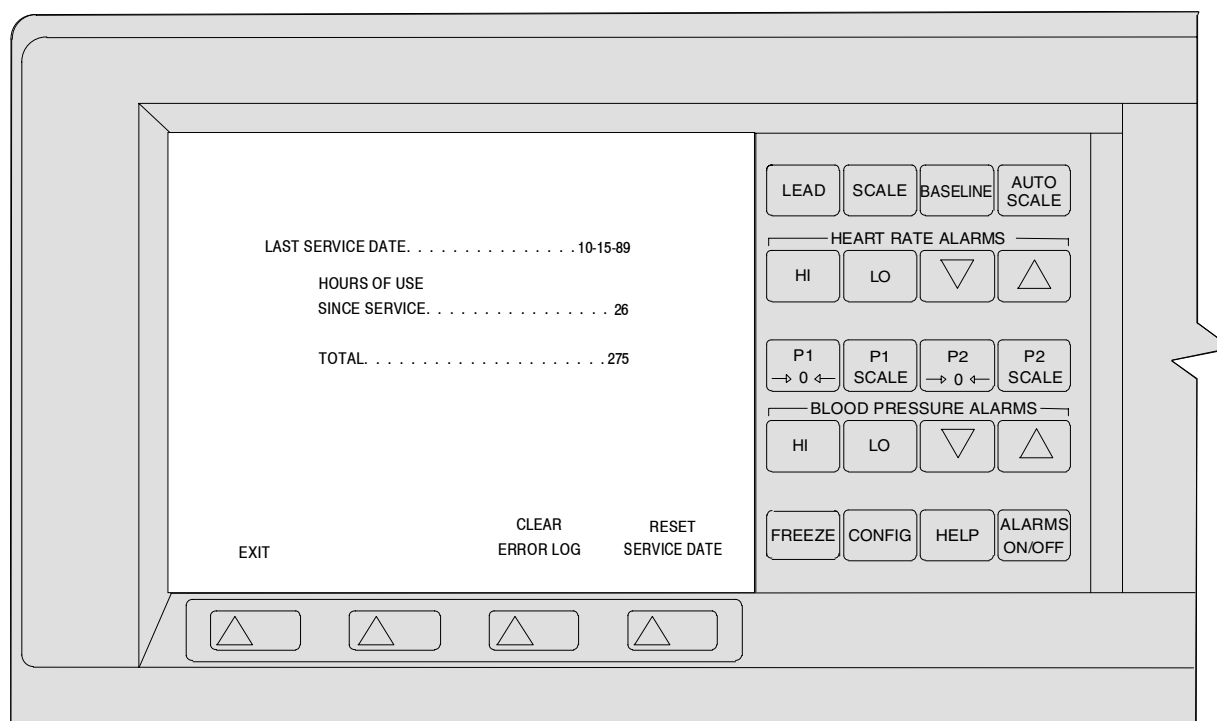 LAST SERVICE DATE. . . . . . . . . . . . . . . 10-15-89
HOURS OF USE
SINCE SERVICE. . . . . . . . . . . . . . . . 26
TOTAL. . . . . . . . . . . . . . . . . . . . . 275
EXIT
CLEAR
ERROR LOG
RESET
SERVICE DATE
LEAD
SCALE
BASELINE
AUTO
SCALE
HEART RATE ALARMS
HI
LO
P1
→ 0 ←
P1
SCALE
P2
→ 0 ←
P2
SCALE
BLOOD PRESSURE ALARMS
HI
LO
FREEZE
CONFIG
HELP
ALARMS
ON/OFF